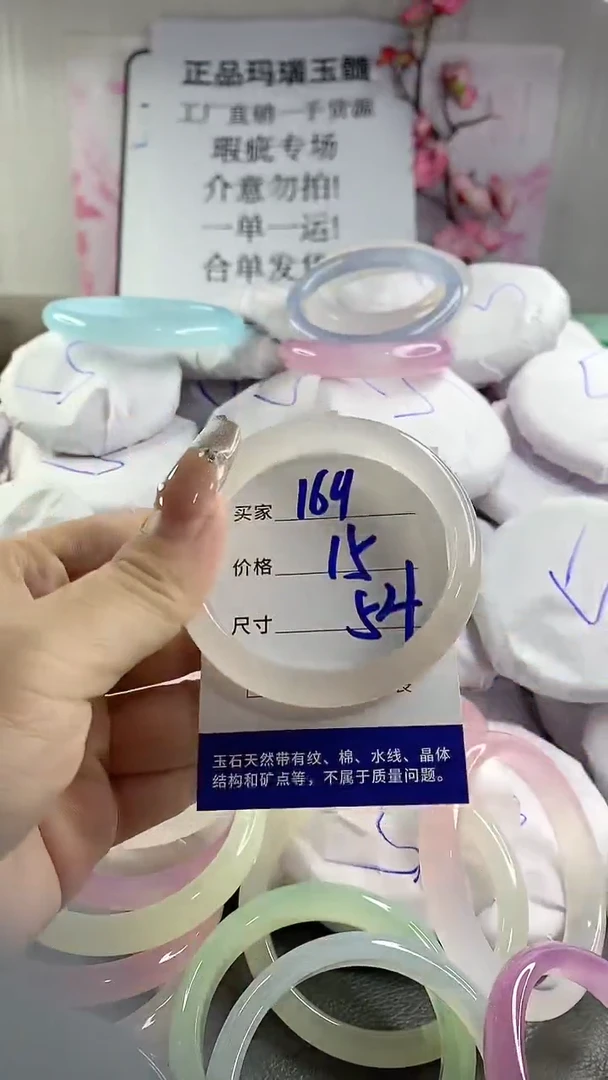 正品玛瑙玉髓
工厂直销一手货源
瑕疵专场
介意勿拍!
一单一运!
合单发货
买家 164
价格 15
尺寸 54
玉石天然带有纹、棉、水线、晶体
结构和矿点等，不属于质量问题。